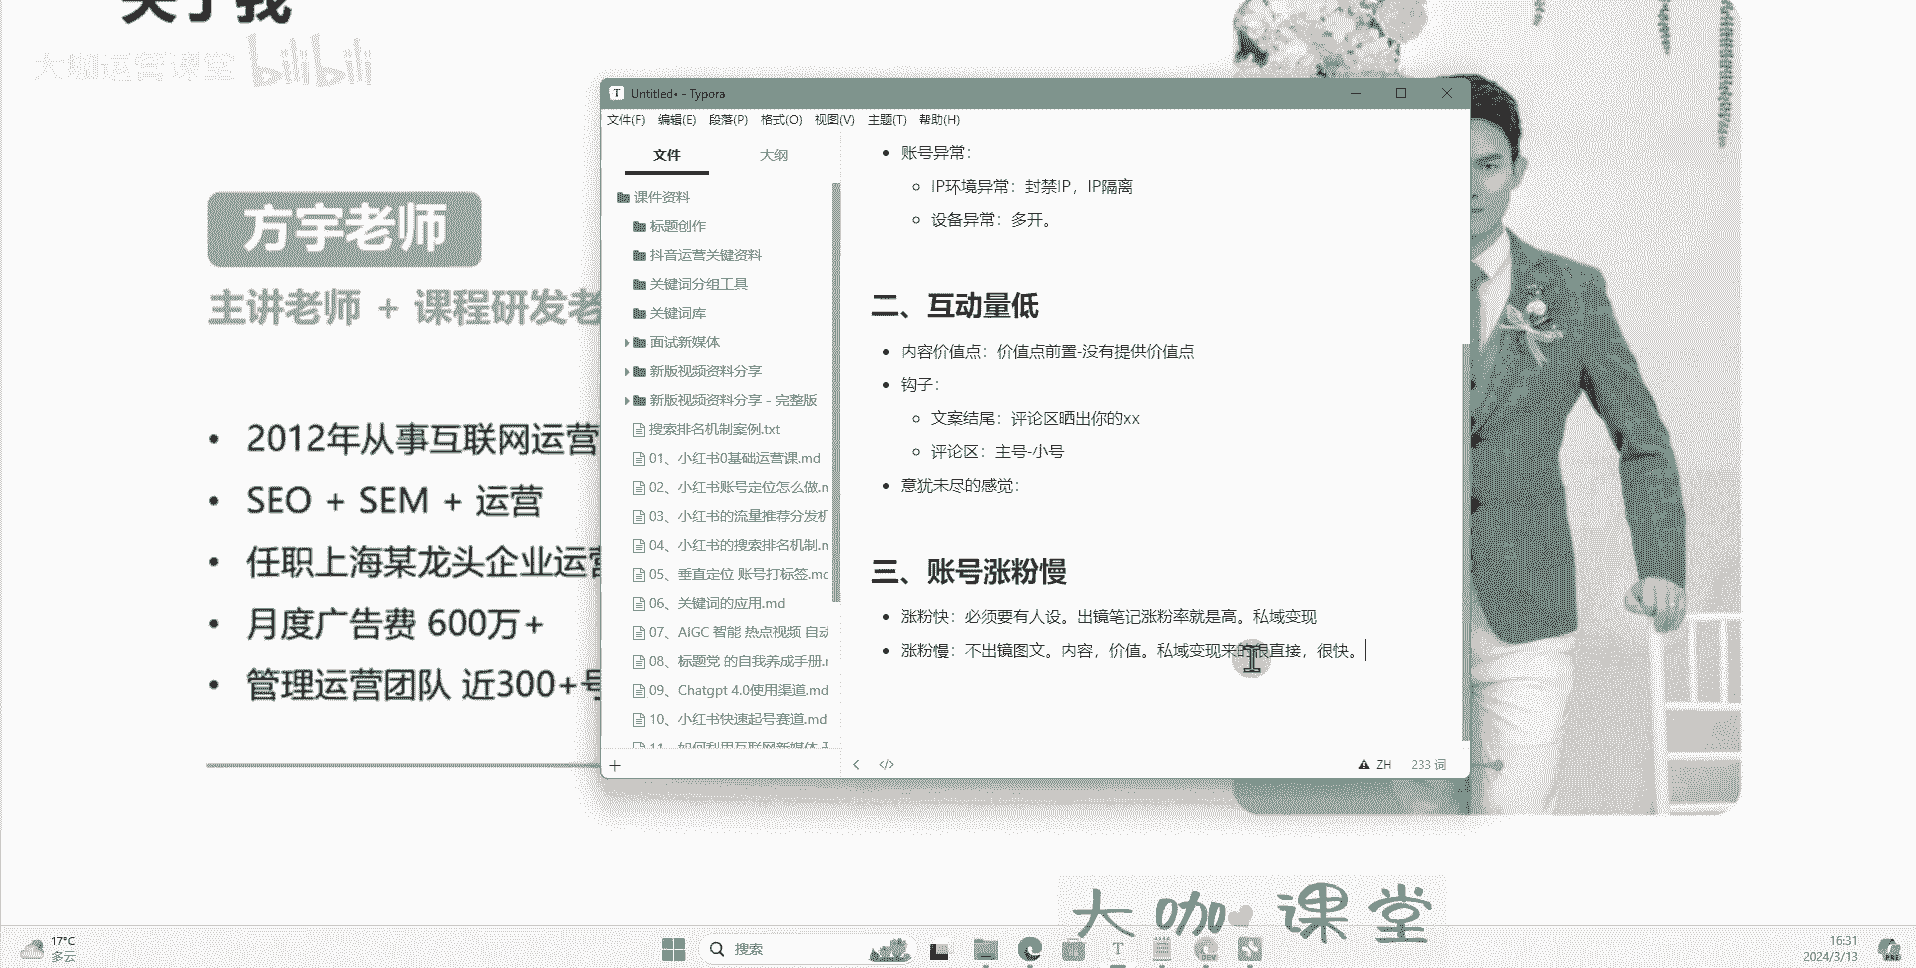 关于我
大咖运营课堂 bilibili
方宇老师
主讲老师 + 课程研发老
• 2012年从事互联网运营
• SEO + SEM + 运营
• 任职上海某龙头企业运营
• 月度广告费 600万+
• 管理运营团队 近300+号
Untitled• - Typora
文件(F) 编辑(E) 段落(P) 格式(O) 视图(V) 主题(T) 帮助(H)
文件 大纲
课件资料
标题创作
抖音运营关键资料
关键词分组工具
关键词库
面试新媒体
新版视频资料分享
新版视频资料分享 - 完整版
搜索排名机制案例.txt
01、小红书0基础运营课.md
02、小红书账号定位怎么做.m
03、小红书的流量推荐分发机
04、小红书的搜索排名机制.m
05、垂直定位 账号打标签.md
06、关键词的应用.md
07、AIGC 智能 热点视频 自动
08、标题党 的自我养成手册.m
09、Chatgpt 4.0使用渠道.md
10、小红书快速起号赛道.md
11、如何利用互联网新媒体
• 账号异常：
IP环境异常：封禁IP，IP隔离
设备异常：多开。
二、互动量低
• 内容价值点：价值点前置-没有提供价值点
• 钩子：
文案结尾：评论区晒出你的xx
评论区：主号-小号
• 意犹未尽的感觉：
三、账号涨粉慢
• 涨粉快：必须要有人设。出镜笔记涨粉率就是高。私域变现
• 涨粉慢：不出镜图文。内容，价值。私域变现来的很直接，很快。
ZH 233 词
大咖课堂
17°C
多云
搜索
16:31
2024/3/13